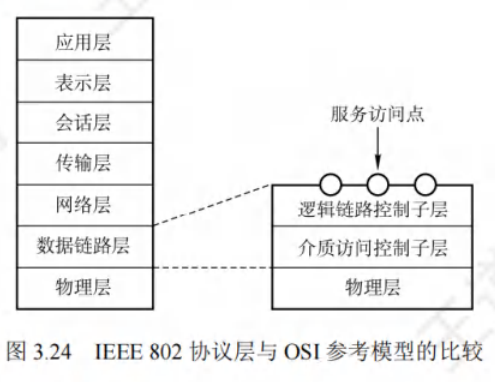 应用层
表示层
会话层
传输层
网络层
数据链路层
物理层
服务访问点
逻辑链路控制子层
介质访问控制子层
物理层
图 3.24 IEEE 802 协议层与 OSI 参考模型的比较